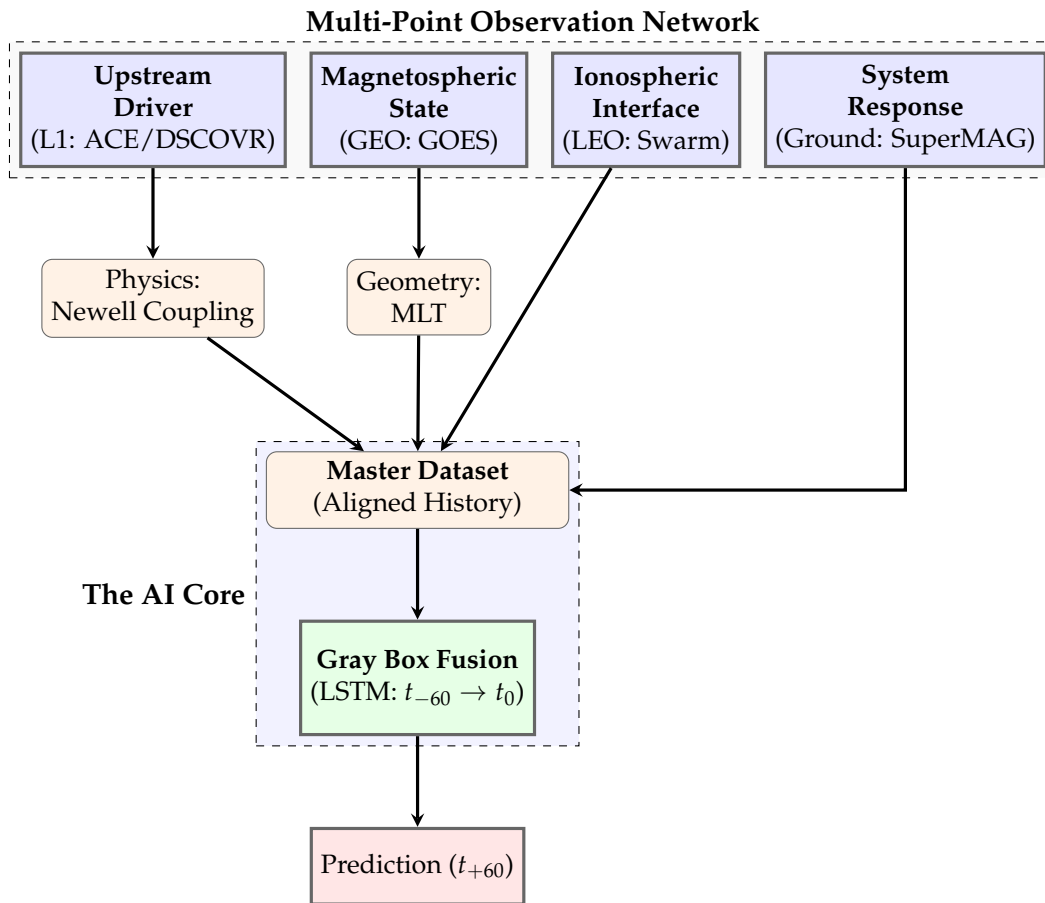 Multi-Point Observation Network
Upstream
Driver
(L1: ACE/DSCOVR)
Magnetospheric
State
(GEO: GOES)
Ionospheric
Interface
(LEO: Swarm)
System
Response
(Ground: SuperMAG)
Physics:
Newell Coupling
Geometry:
MLT
Master Dataset
(Aligned History)
The AI Core
Gray Box Fusion
(LSTM: t₋₆₀ → t₀)
Prediction (t₊₆₀)